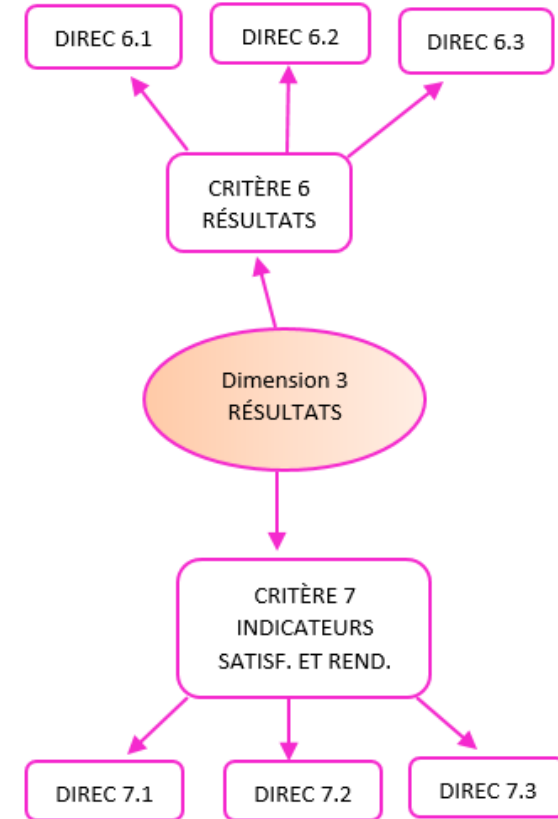 DIREC 6.1
DIREC 6.2
DIREC 6.3
CRITÈRE 6
RÉSULTATS
Dimension 3
RÉSULTATS
CRITÈRE 7
INDICATEURS
SATISF. ET REND.
DIREC 7.1
DIREC 7.2
DIREC 7.3